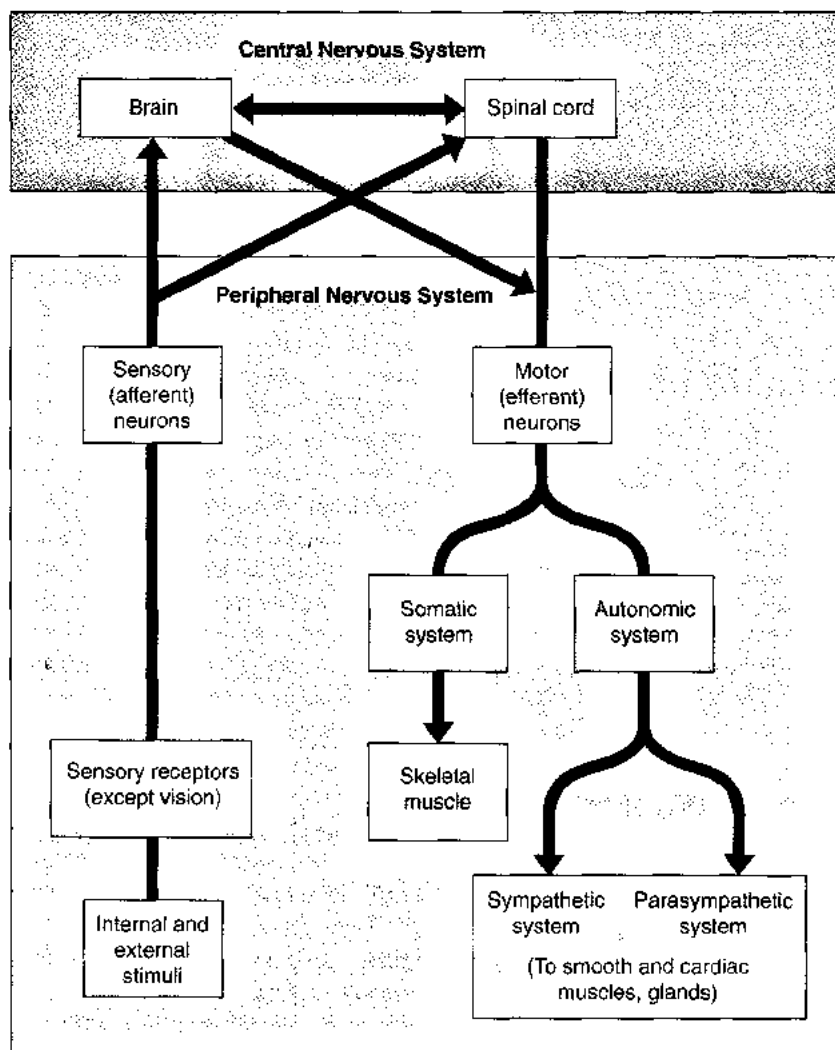 Central Nervous System
Brain
Spinal cord
Peripheral Nervous System
Sensory
(afferent)
neurons
Motor
(efferent)
neurons
Somatic
system
Autonomic
system
Sensory receptors
(except vision)
Skeletal
muscle
Internal and
external
stimuli
Sympathetic
system
Parasympathetic
system
(To smooth and cardiac
muscles, glands)